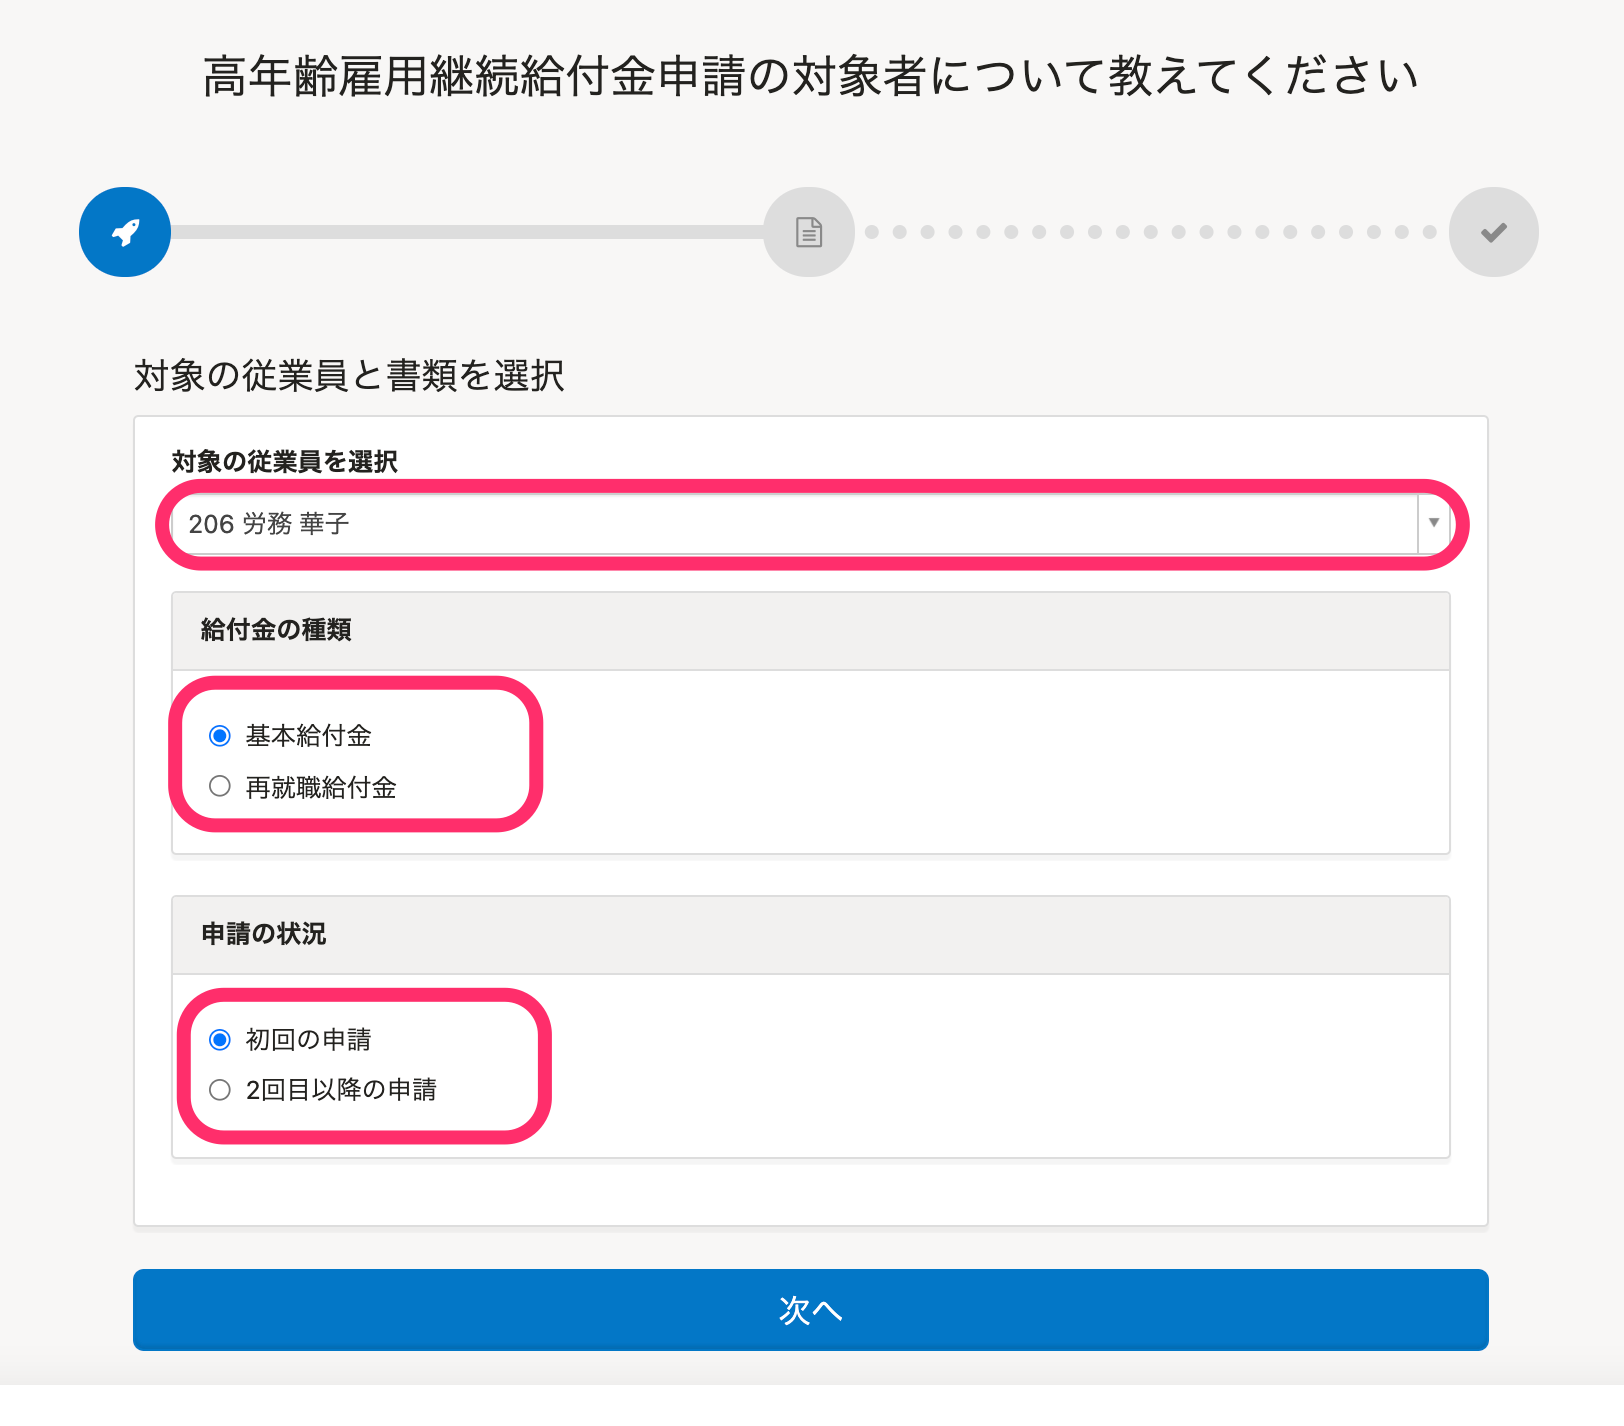 高年齢雇用継続給付金申請の対象者について教えてください
対象の従業員と書類を選択
対象の従業員を選択
206 労務 華子
給付金の種類
基本給付金
再就職給付金
申請の状況
初回の申請
2回目以降の申請
次へ